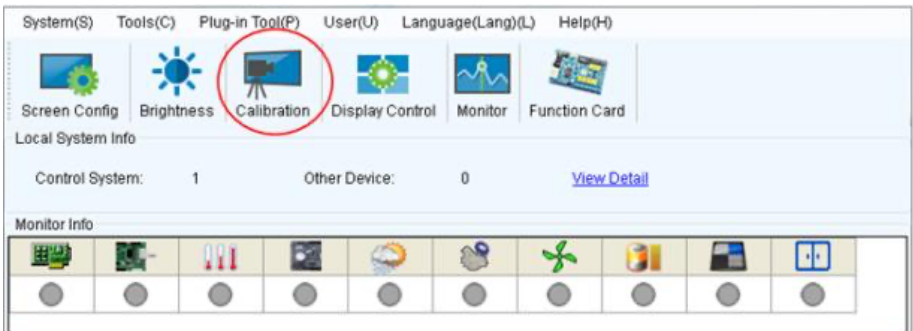 System(S) Tools(C) Plug-in Tool(P) User(U) Language(Lang)(L) Help(H)
Screen Config Brightness Calibration Display Control Monitor Function Card
Local System Info
Control System: 1 Other Device: 0 View Detail
Monitor Info